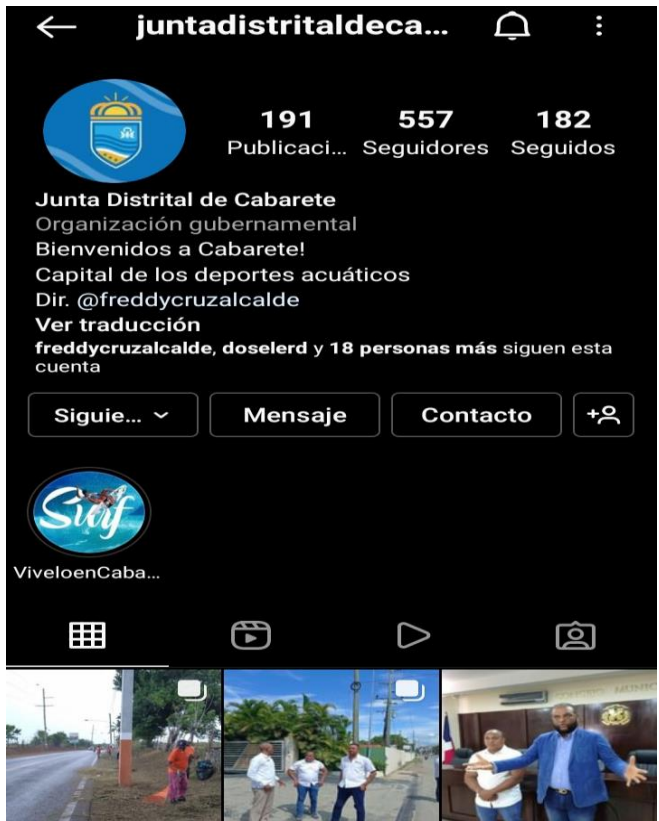 juntadistritaldeca...
191 557 182
Publicaci... Seguidores Seguidos
Junta Distrital de Cabarete
Organización gubernamental
Bienvenidos a Cabarete!
Capital de los deportes acuáticos
Dir. @freddycruzalcalde
Ver traducción
freddycruzalcalde, doselerd y 18 personas más siguen esta
cuenta
Siguie... Mensaje Contacto
Surf
ViveloenCaba...